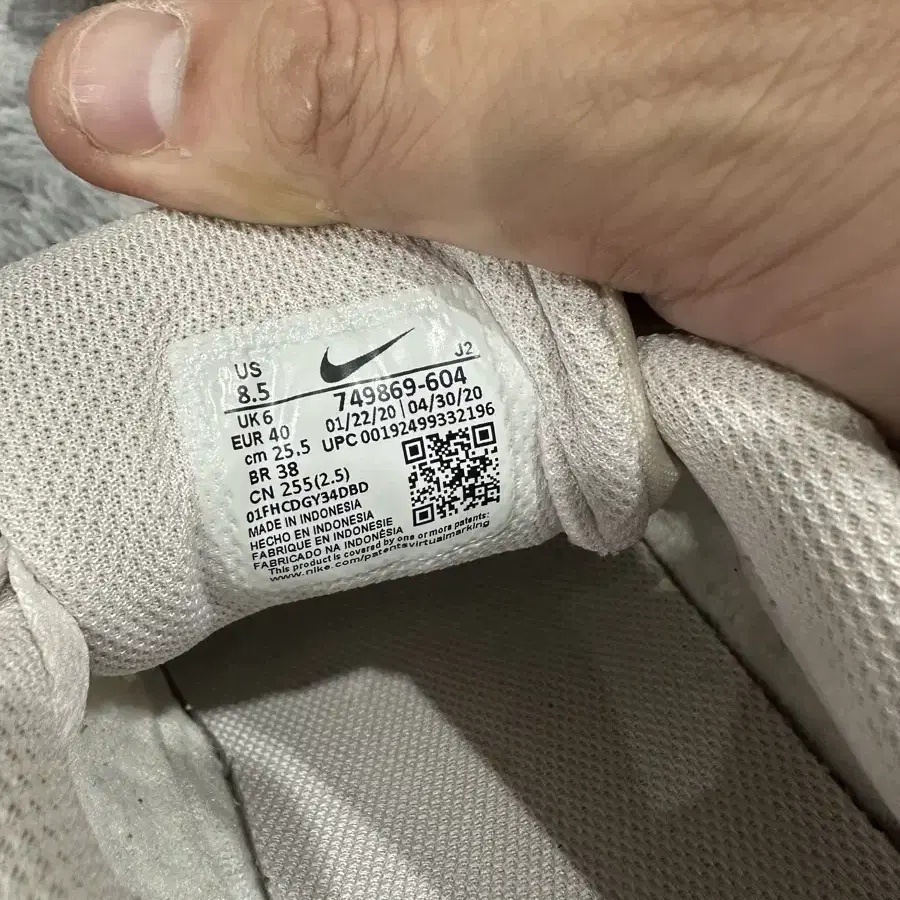 US
8.5
J2
749869-604
01/22/20 | 04/30/20
UPC 00192499332196
UK 6
EUR 40
cm 25.5
BR 38
CN 255(2.5)
01FHCDGY34DBD
MADE IN INDONESIA
HECHO EN INDONESIA
FABRIQUE EN INDONESIE
FABRICADO NA INDONÉSIA
This product is covered by one or more patents:
www.nike.com/patentsvirtualmarking